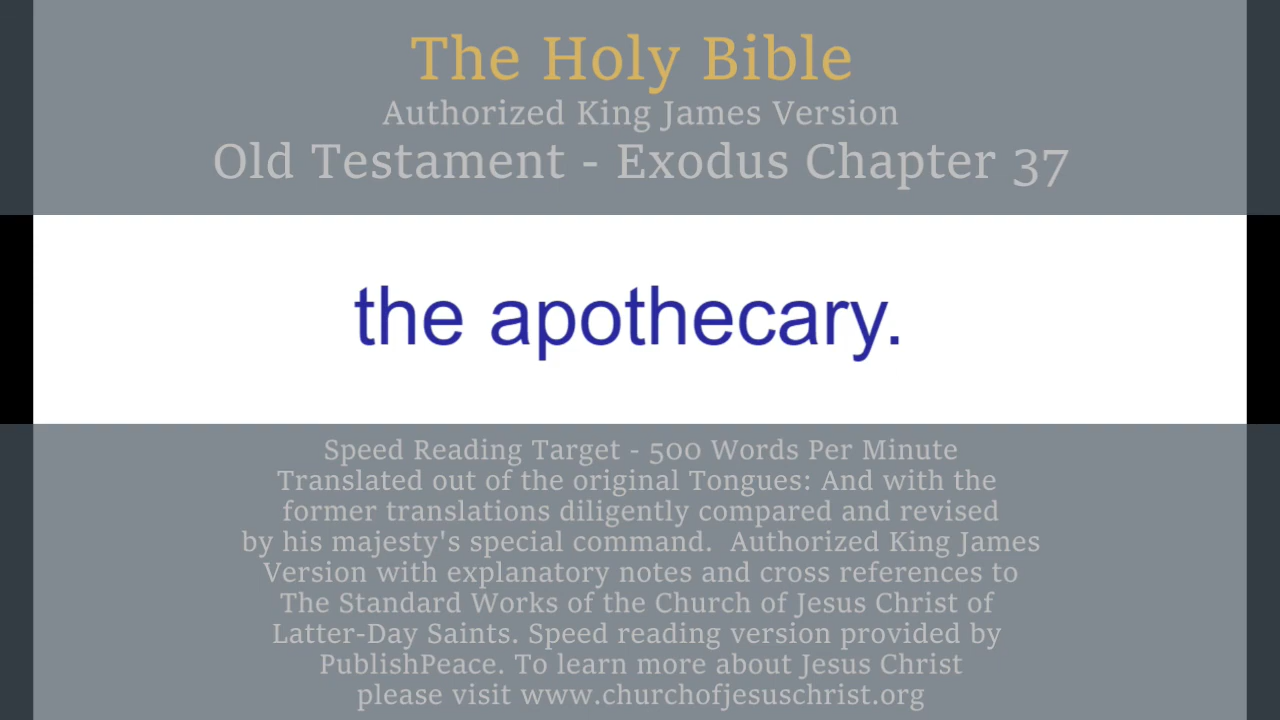 The Holy Bible
Authorized King James Version
Old Testament - Exodus Chapter 37
the apothecary.
Speed Reading Target - 500 Words Per Minute
Translated out of the original Tongues: And with the
former translations diligently compared and revised
by his majesty's special command.  Authorized King James
Version with explanatory notes and cross references to
The Standard Works of the Church of Jesus Christ of
Latter-Day Saints. Speed reading version provided by
PublishPeace. To learn more about Jesus Christ
please visit www.churchofjesuschrist.org